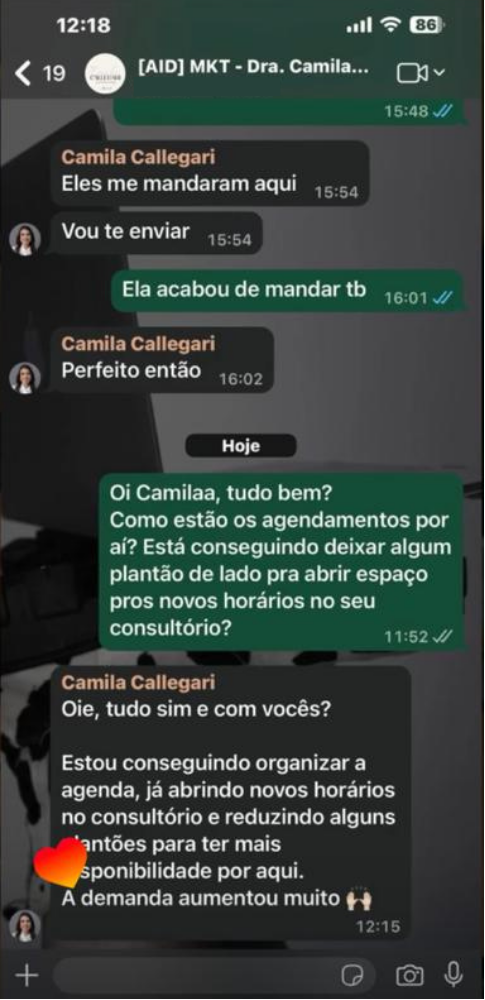 12:18
86
19
[AID] MKT - Dra. Camila...
15:48
Camila Callegari
Eles me mandaram aqui
15:54
Vou te enviar
15:54
Ela acabou de mandar tb
16:01
Camila Callegari
Perfeito então
16:02
Hoje
Oi Camilaa, tudo bem?
Como estão os agendamentos por
aí? Está conseguindo deixar algum
plantão de lado pra abrir espaço
pros novos horários no seu
consultório?
11:52
Camila Callegari
Oie, tudo sim e com vocês?
Estou conseguindo organizar a
agenda, já abrindo novos horários
no consultório e reduzindo alguns
antões para ter mais
sponibilidade por aqui.
A demanda aumentou muito 🙌🏻
12:15